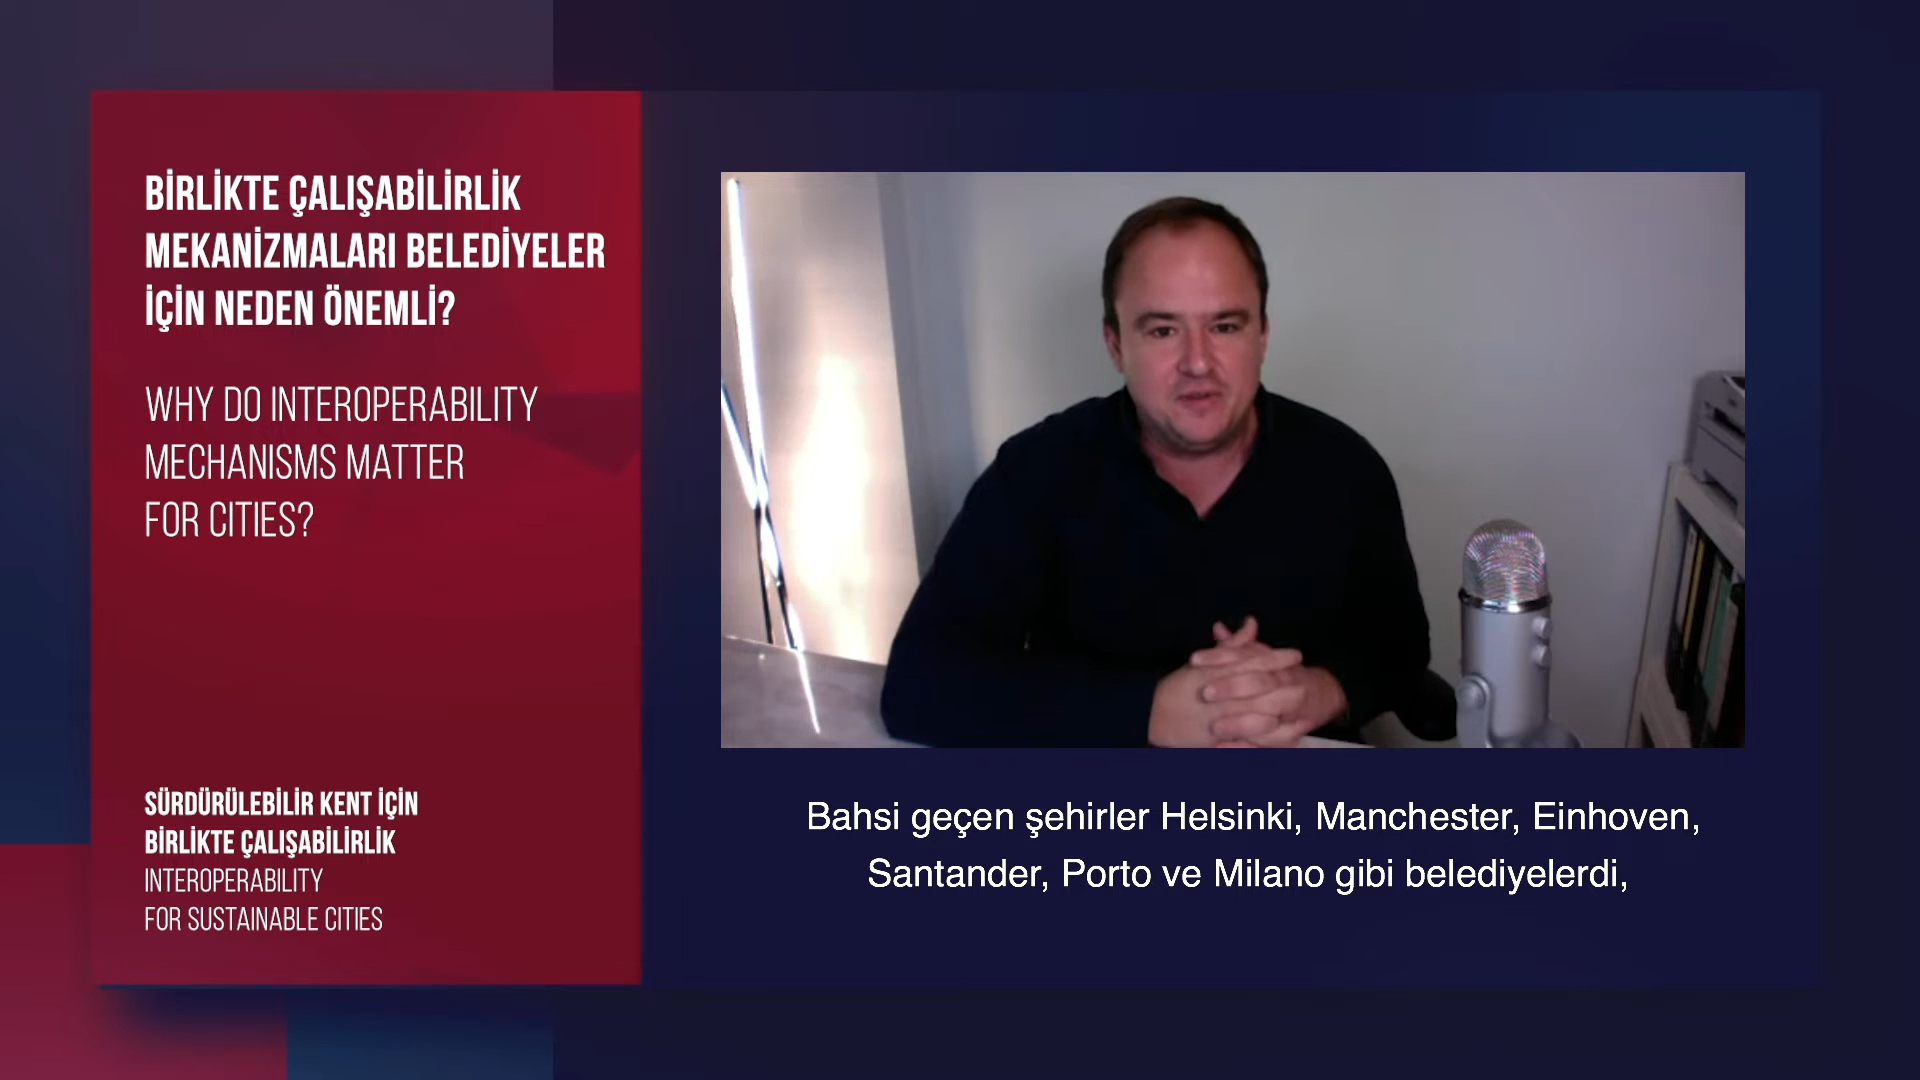 BİRLİKTE ÇALIŞABİLİRLİK
MEKANİZMALARI BELEDİYELER
İÇİN NEDEN ÖNEMLİ?
WHY DO INTEROPERABILITY
MECHANISMS MATTER
FOR CITIES?
SÜRDÜRÜLEBİLİR KENT İÇİN
BİRLİKTE ÇALIŞABİLİRLİK
INTEROPERABILITY
FOR SUSTAINABLE CITIES
Bahsi geçen şehirler Helsinki, Manchester, Einhoven,
Santander, Porto ve Milano gibi belediyelerdi,